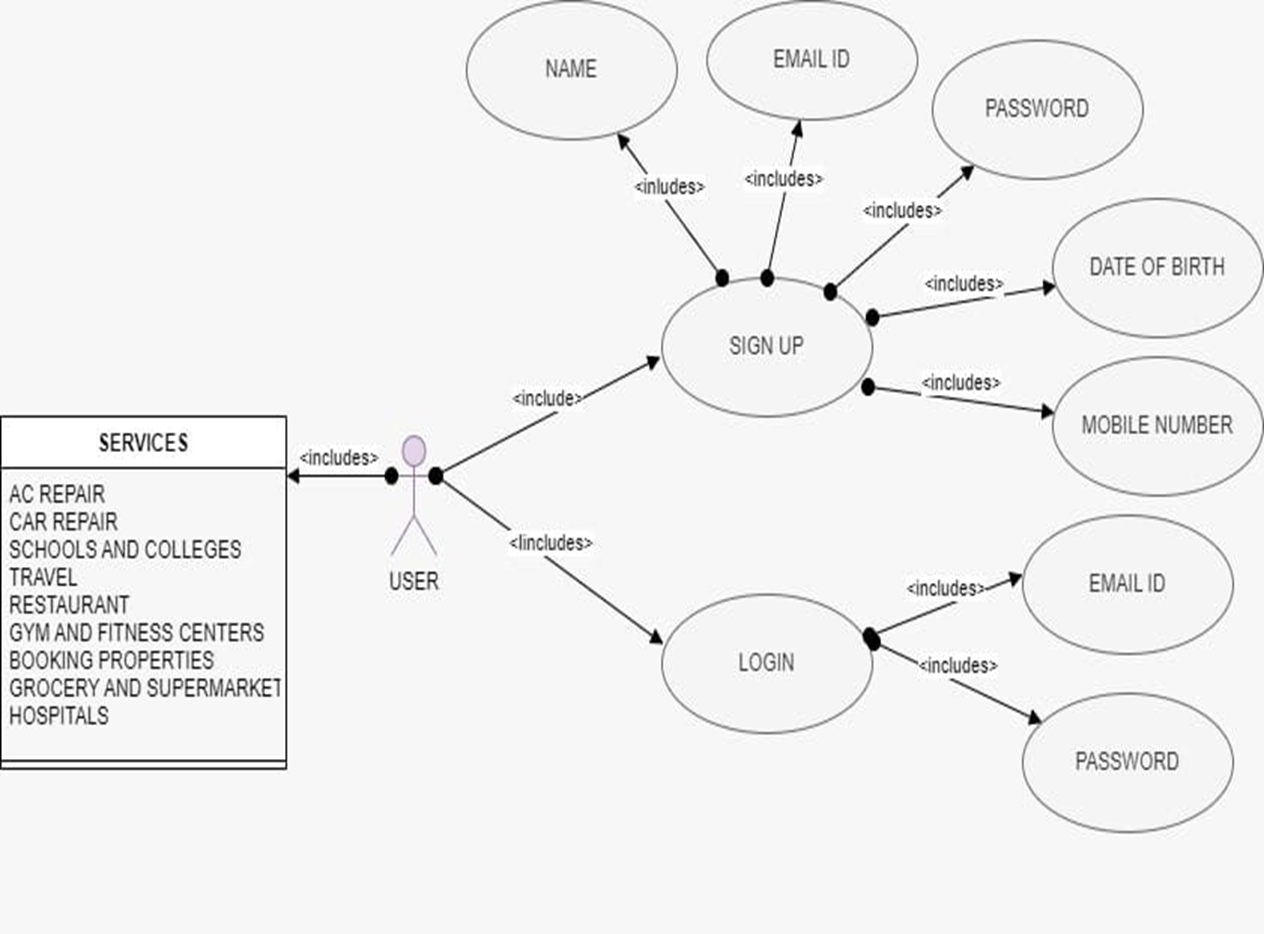 NAME
EMAIL ID
PASSWORD
<inludes>
<includes>
<includes>
DATE OF BIRTH
<includes>
SIGN UP
<includes>
MOBILE NUMBER
<include>
SERVICES
<includes>
AC REPAIR
CAR REPAIR
SCHOOLS AND COLLEGES
TRAVEL
RESTAURANT
GYM AND FITNESS CENTERS
BOOKING PROPERTIES
GROCERY AND SUPERMARKET
HOSPITALS
USER
<Iincludes>
LOGIN
<includes>
EMAIL ID
<includes>
PASSWORD